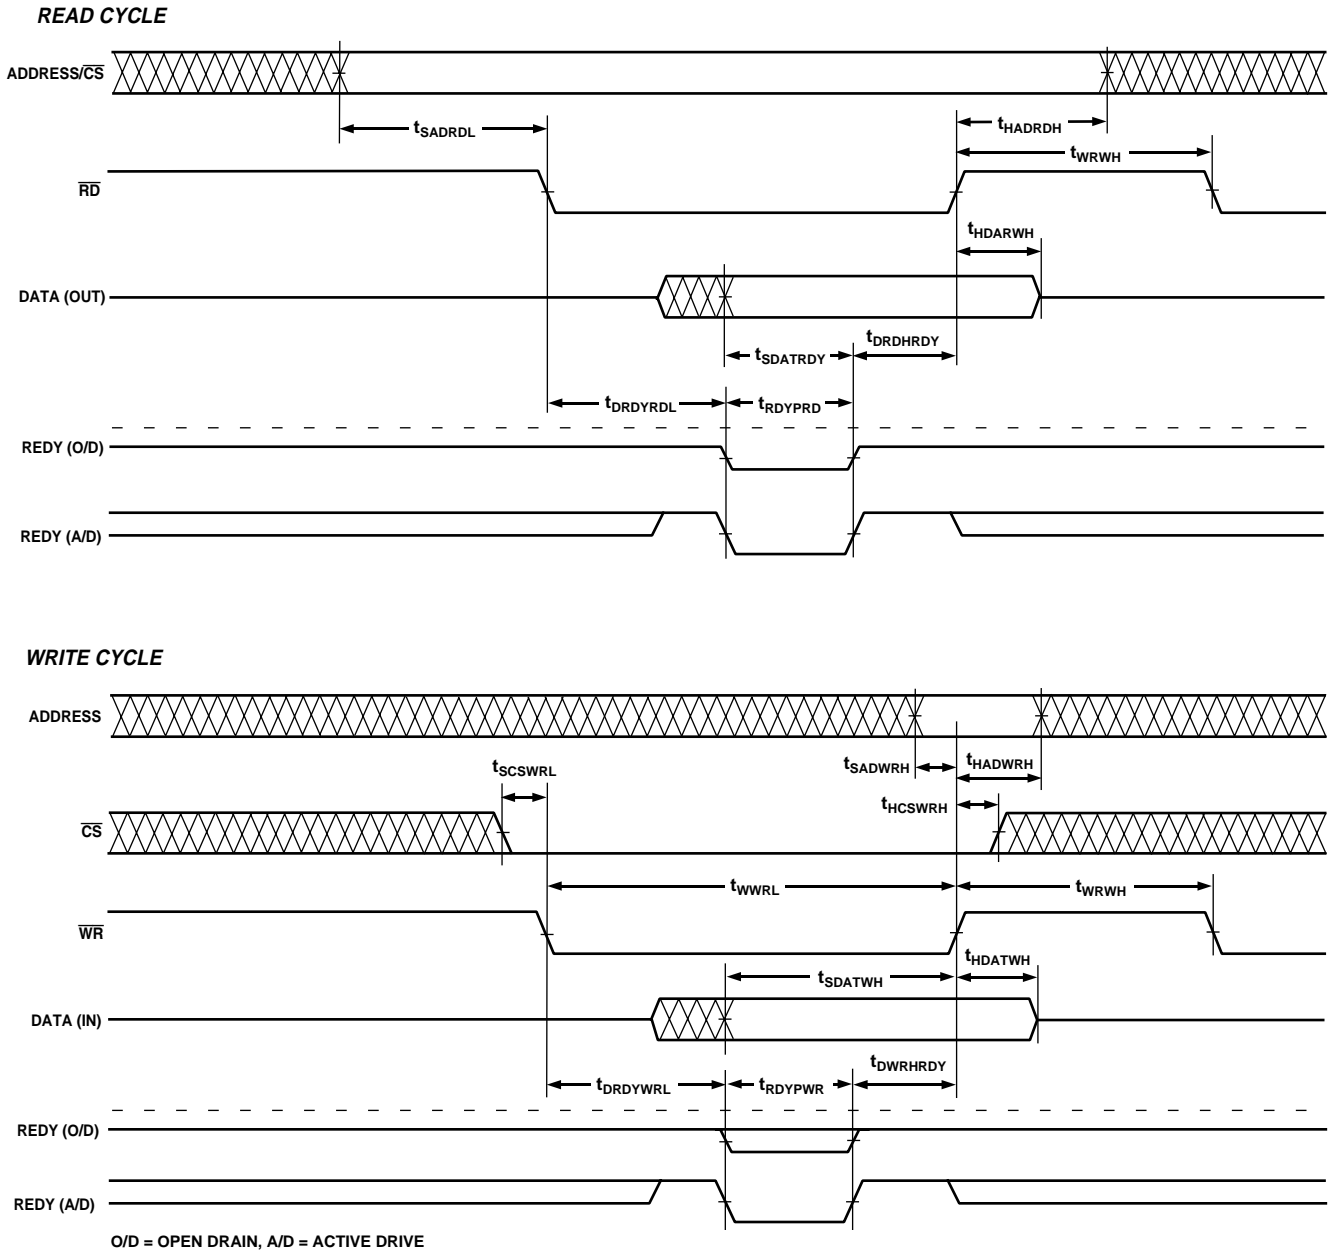 READ CYCLE
ADDRESS/CS
tSADRDL
tHADRDH
tWRWH
RD
tHDARWH
DATA (OUT)
tSDATRDY
tDRDHRDY
tDRDYRDL
tRDYPRD
REDY (O/D)
REDY (A/D)
WRITE CYCLE
ADDRESS
tSCSWRL
tSADWRH
tHADWRH
tHCSWRH
CS
tWWRL
tWRWH
WR
tHDATWH
tSDATWH
DATA (IN)
tDWRHRDY
tDRDYWRL
tRDYPWR
REDY (O/D)
REDY (A/D)
O/D = OPEN DRAIN, A/D = ACTIVE DRIVE